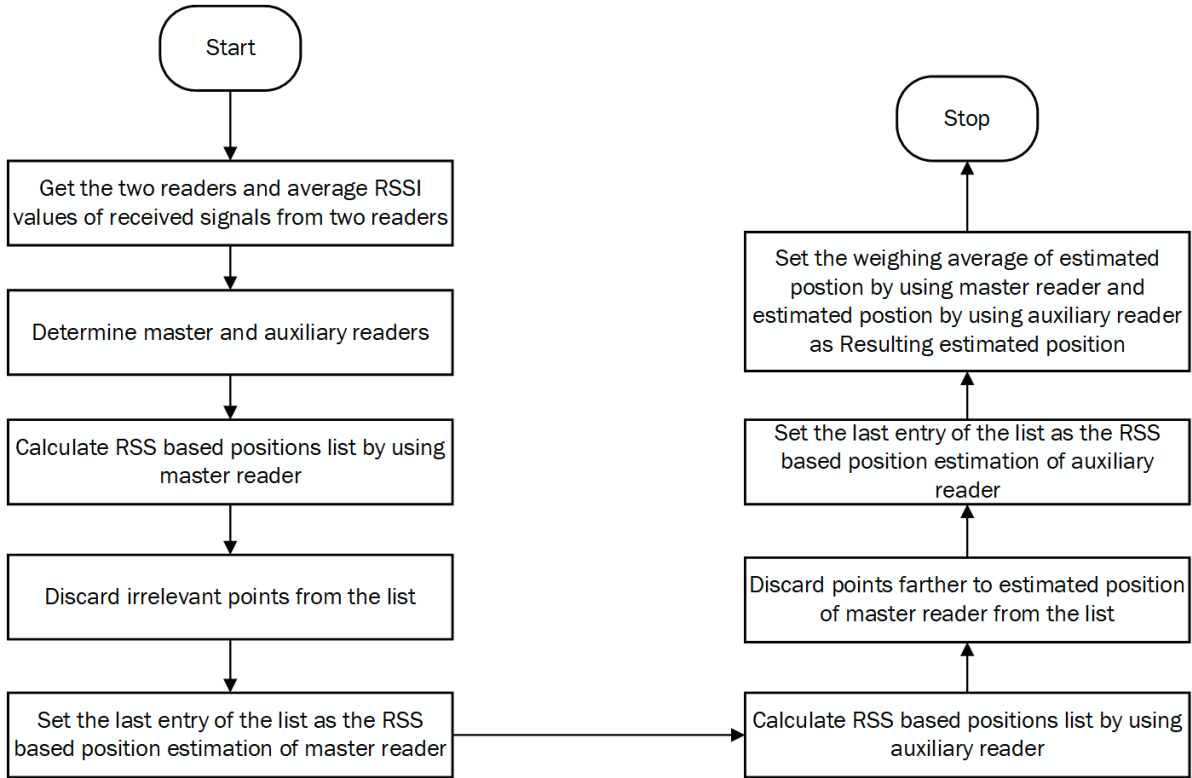 Start
Get the two readers and average RSSI
values of received signals from two readers
Determine master and auxiliary readers
Calculate RSS based positions list by using
master reader
Discard irrelevant points from the list
Set the last entry of the list as the RSS
based position estimation of master reader
Calculate RSS based positions list by using
auxiliary reader
Discard points farther to estimated position
of master reader from the list
Set the last entry of the list as the RSS
based position estimation of auxiliary
reader
Set the weighing average of estimated
postion by using master reader and
estimated postion by using auxiliary reader
as Resulting estimated position
Stop